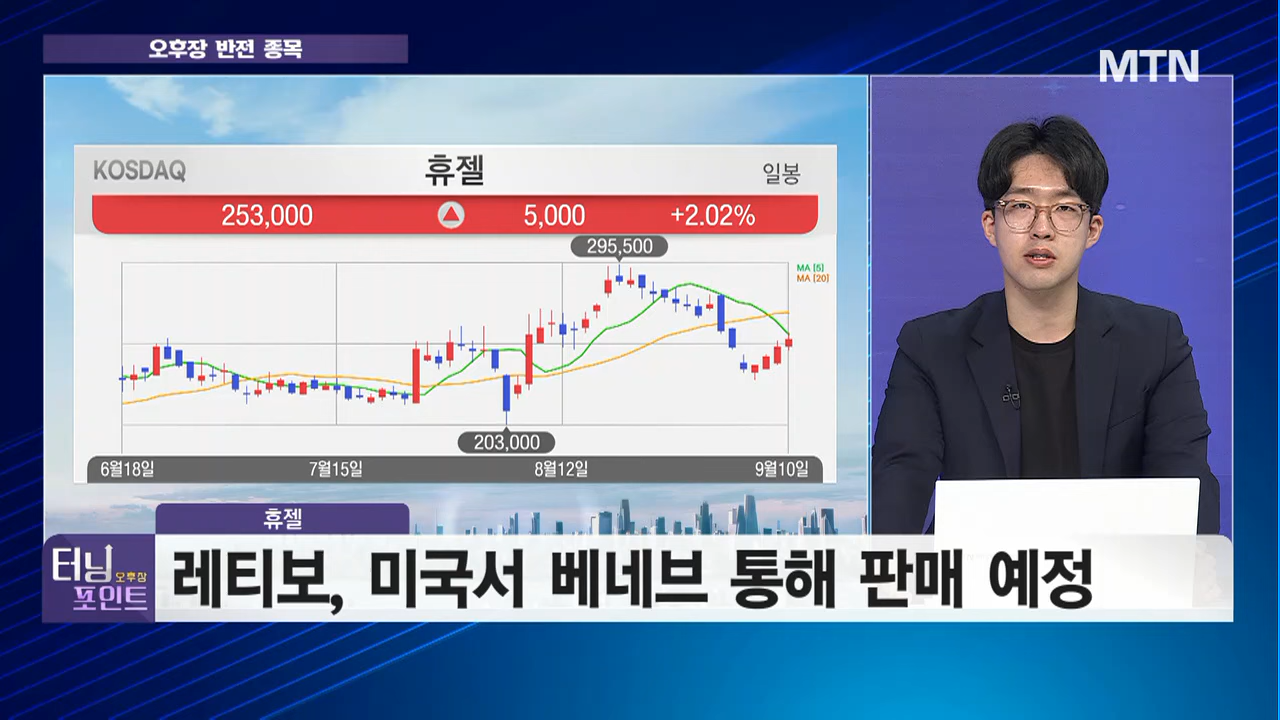 오후장 반전 종목
MTN
KOSDAQ 휴젤 일봉
253,000 5,000 +2.02%
295,500
MA [5]
MA [20]
203,000
6월18일 7월15일 8월12일 9월10일
휴젤
터닝 오후장
포인트
레티보, 미국서 베네브 통해 판매 예정